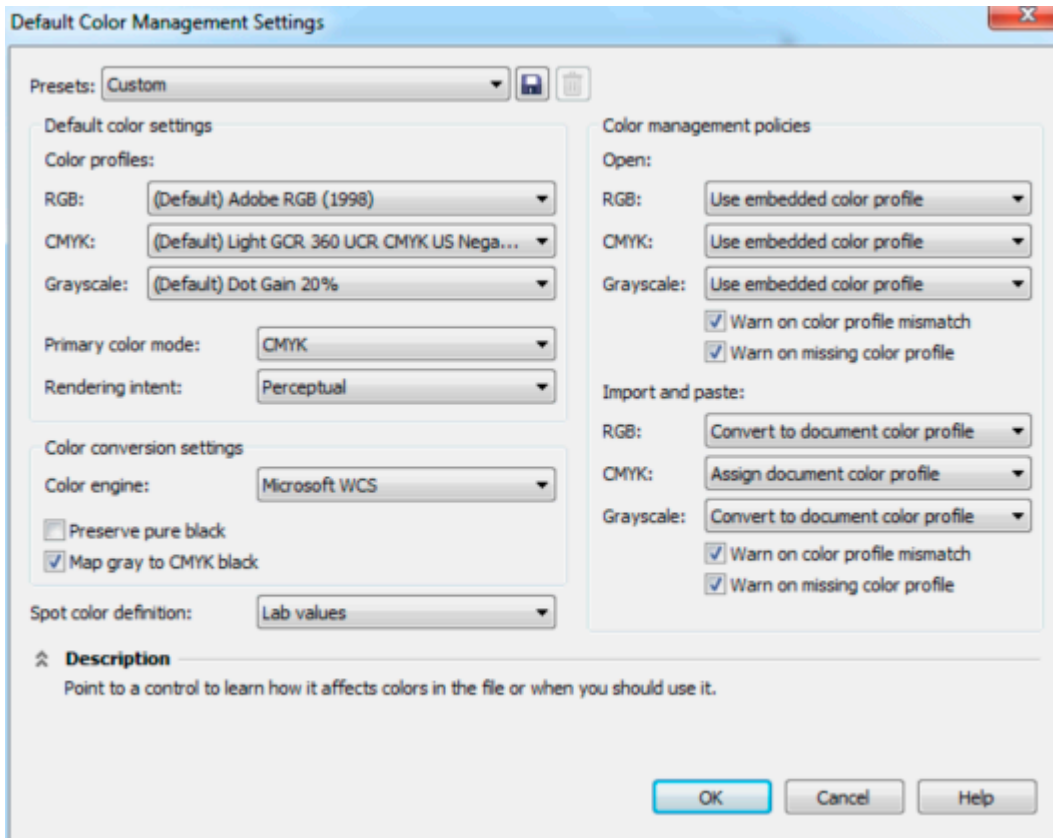 Default Color Management Settings
x
Presets: Custom
Default color settings
Color profiles:
RGB: (Default) Adobe RGB (1998)
CMYK: (Default) Light GCR 360 UCR CMYK US Nega...
Grayscale: (Default) Dot Gain 20%
Primary color mode: CMYK
Rendering intent: Perceptual
Color conversion settings
Color engine: Microsoft WCS
Preserve pure black
Map gray to CMYK black
Spot color definition: Lab values
Color management policies
Open:
RGB: Use embedded color profile
CMYK: Use embedded color profile
Grayscale: Use embedded color profile
Warn on color profile mismatch
Warn on missing color profile
Import and paste:
RGB: Convert to document color profile
CMYK: Assign document color profile
Grayscale: Convert to document color profile
Warn on color profile mismatch
Warn on missing color profile
Description
Point to a control to learn how it affects colors in the file or when you should use it.
OK Cancel Help